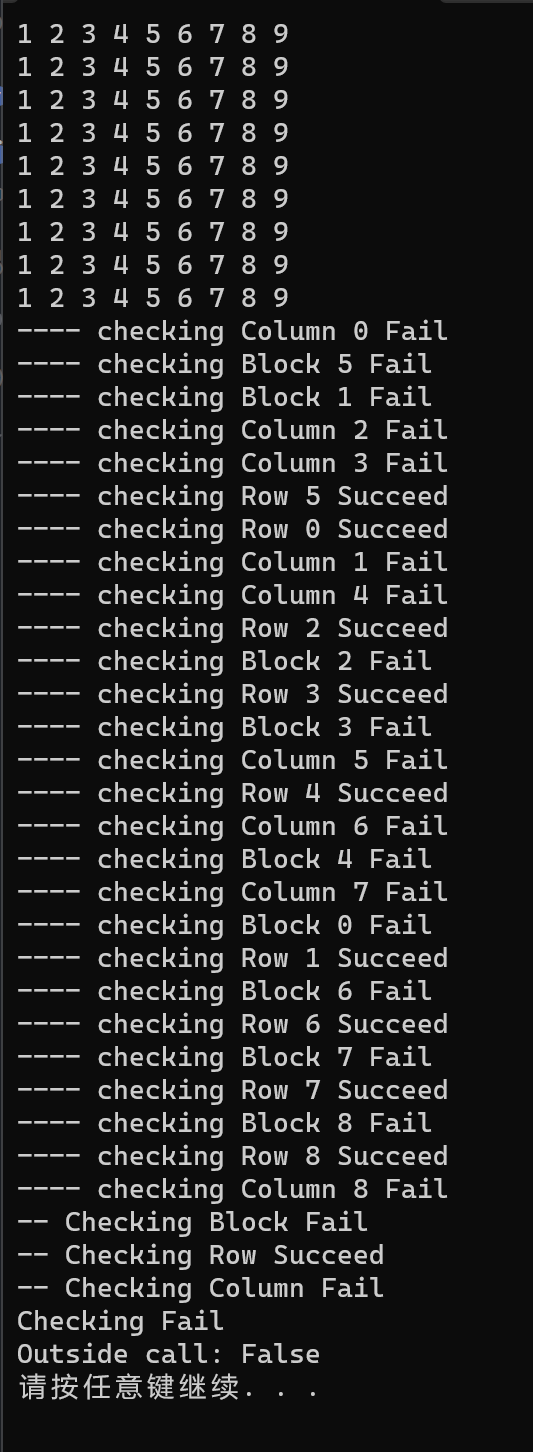 1 2 3 4 5 6 7 8 9
1 2 3 4 5 6 7 8 9
1 2 3 4 5 6 7 8 9
1 2 3 4 5 6 7 8 9
1 2 3 4 5 6 7 8 9
1 2 3 4 5 6 7 8 9
1 2 3 4 5 6 7 8 9
1 2 3 4 5 6 7 8 9
1 2 3 4 5 6 7 8 9
---- checking Column 0 Fail
---- checking Block 5 Fail
---- checking Block 1 Fail
---- checking Column 2 Fail
---- checking Column 3 Fail
---- checking Row 5 Succeed
---- checking Row 0 Succeed
---- checking Column 1 Fail
---- checking Column 4 Fail
---- checking Row 2 Succeed
---- checking Block 2 Fail
---- checking Row 3 Succeed
---- checking Block 3 Fail
---- checking Column 5 Fail
---- checking Row 4 Succeed
---- checking Column 6 Fail
---- checking Block 4 Fail
---- checking Column 7 Fail
---- checking Block 0 Fail
---- checking Row 1 Succeed
---- checking Block 6 Fail
---- checking Row 6 Succeed
---- checking Block 7 Fail
---- checking Row 7 Succeed
---- checking Block 8 Fail
---- checking Row 8 Succeed
---- checking Column 8 Fail
-- Checking Block Fail
-- Checking Row Succeed
-- Checking Column Fail
Checking Fail
Outside call: False
请按任意键继续. . .